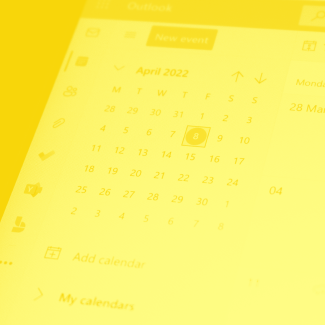 Outlook
New event
April 2022
M T W T F S S
28 29 30 31 1 2 3
4 5 6 7 8 9 10
11 12 13 14 15 16 17
18 19 20 21 22 23 24
25 26 27 28 29 30 1
2 3 4 5 6 7 8
Add calendar
My calendars
Monda
28 Mar
04